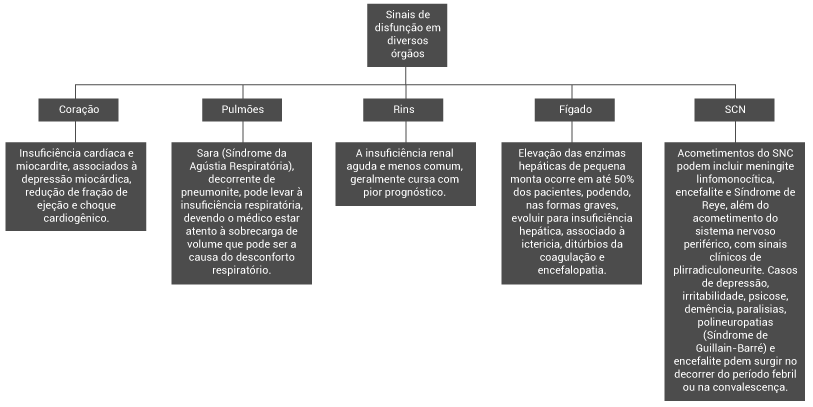 Sinais de
disfunção em
diversos
órgãos
Coração
Insuficiência cardíaca e
miocardite, associados à
depressão miocárdica,
redução de fração de
ejeção e choque
cardiogênico.
Pulmões
Sara (Síndrome da
Agústia Respiratória),
decorrente de
pneumonite, pode levar à
insuficiência respiratória,
devendo o médico estar
atento à sobrecarga de
volume que pode ser a
causa do desconforto
respiratório.
Rins
A insuficiência renal
aguda e menos comum,
geralmente cursa com
pior prognóstico.
Fígado
Elevação das enzimas
hepáticas de pequena
monta ocorre em até 50%
dos pacientes, podendo,
nas formas graves,
evoluir para insuficiência
hepática, associado à
ictericia, ditúrbios da
coagulação e
encefalopatia.
SCN
Acometimentos do SNC
podem incluir meningite
linfomonocítica,
encefalite e Síndrome de
Reye, além do
acometimento do
sistema nervoso
periférico, com sinais
clínicos de
plirradiculoneurite. Casos
de depressão,
irritabilidade, psicose,
demência, paralisias,
polineuropatias
(Síndrome de
Guillain-Barré) e
encefalite pdem surgir no
decorrer do período febril
ou na convalescença.